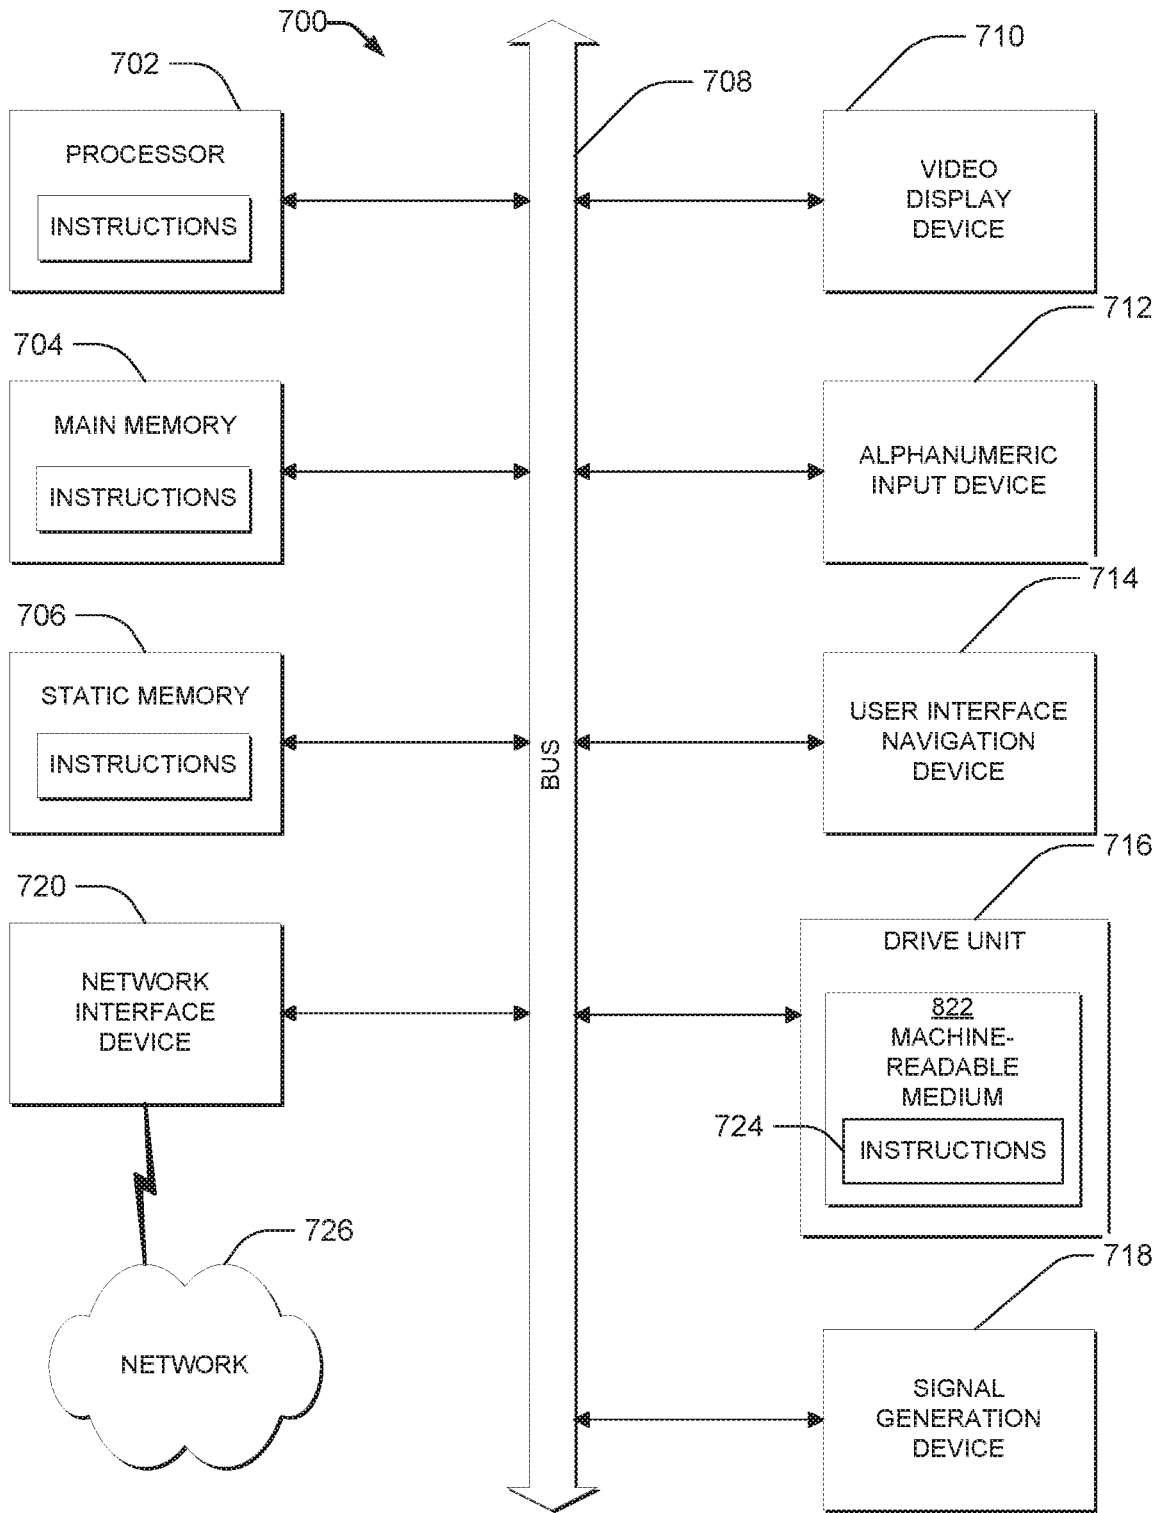 700
702
PROCESSOR
INSTRUCTIONS
704
MAIN MEMORY
INSTRUCTIONS
706
STATIC MEMORY
INSTRUCTIONS
720
NETWORK
INTERFACE
DEVICE
726
NETWORK
708
BUS
710
VIDEO
DISPLAY
DEVICE
712
ALPHANUMERIC
INPUT DEVICE
714
USER INTERFACE
NAVIGATION
DEVICE
716
DRIVE UNIT
822
MACHINE-
READABLE
MEDIUM
724
INSTRUCTIONS
718
SIGNAL
GENERATION
DEVICE